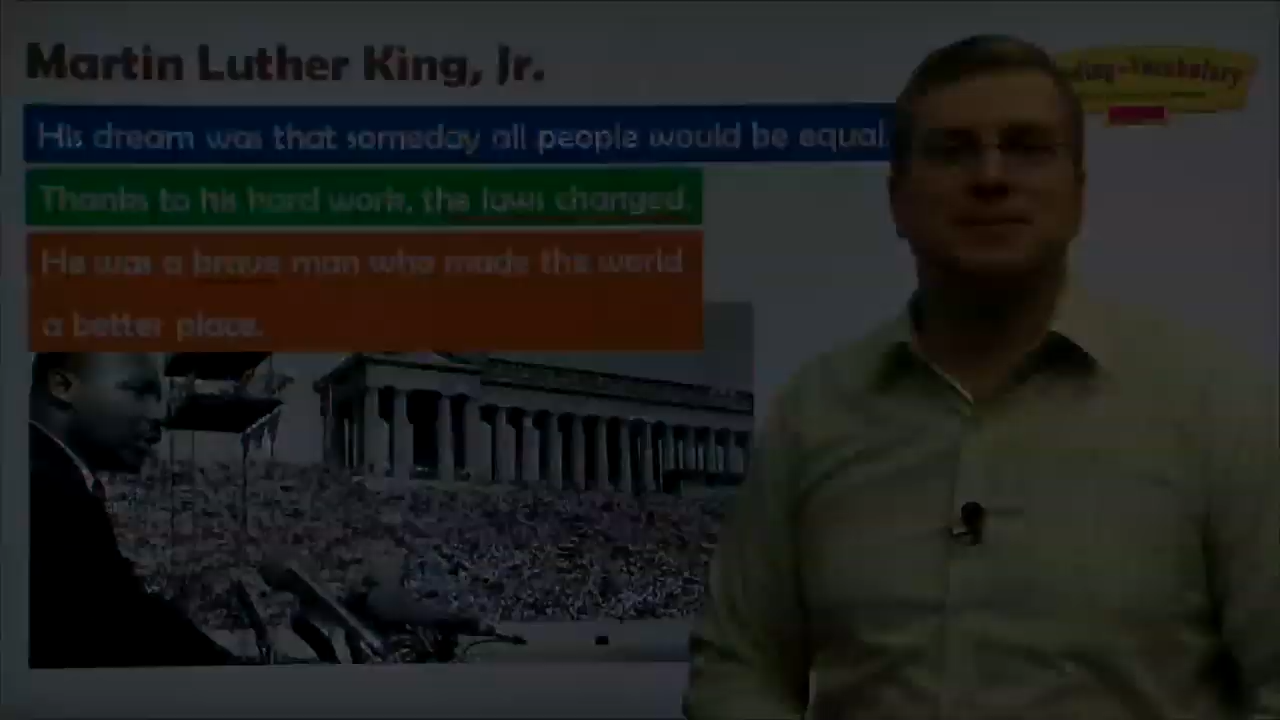 Martin Luther King, Jr.
His dream was that someday all people would be equal.
Thanks to his hard work, the laws changed.
He was a brave man who made the world
a better place.
Vocabulary